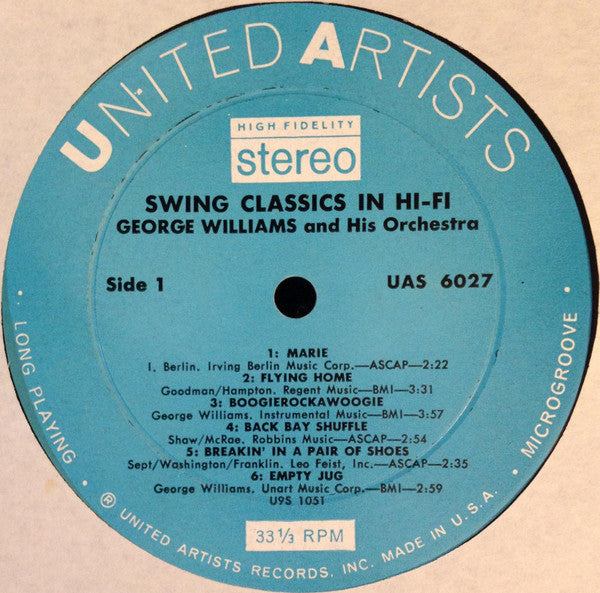 UNITED ARTISTS
HIGH FIDELITY
stereo
SWING CLASSICS IN HI-FI
GEORGE WILLIAMS and His Orchestra
Side 1
UAS 6027
1: MARIE
I. Berlin. Irving Berlin Music Corp.—ASCAP—2:22
2: FLYING HOME
Goodman/Hampton. Regent Music—BMI—3:31
3: BOOGIEROCKAWOOGIE
George Williams. Instrumental Music—BMI—3:57
4: BACK BAY SHUFFLE
Shaw/McRae. Robbins Music—ASCAP—2:54
5: BREAKIN' IN A PAIR OF SHOES
Sept/Washington/Franklin. Leo Feist, Inc.—ASCAP—2:35
6: EMPTY JUG
George Williams. Unart Music Corp.—BMI—2:59
U9S 1051
33 1/3 RPM
• LONG PLAYING •
® UNITED ARTISTS RECORDS, INC. MADE IN U.S.A.
• MICROGROOVE •